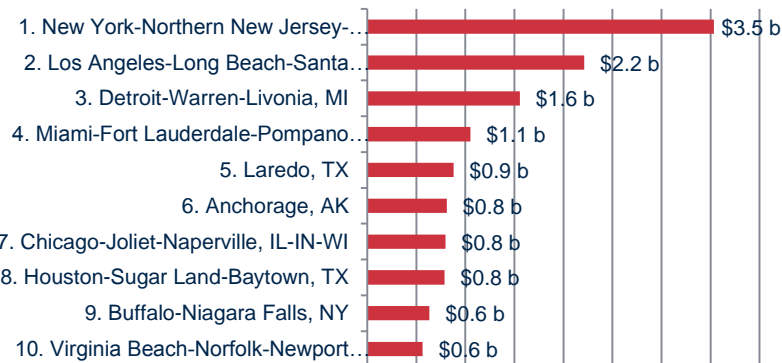 1. New York-Northern New Jersey-… $3.5 b
2. Los Angeles-Long Beach-Santa… $2.2 b
3. Detroit-Warren-Livonia, MI $1.6 b
4. Miami-Fort Lauderdale-Pompano… $1.1 b
5. Laredo, TX $0.9 b
6. Anchorage, AK $0.8 b
7. Chicago-Joliet-Naperville, IL-IN-WI $0.8 b
8. Houston-Sugar Land-Baytown, TX $0.8 b
9. Buffalo-Niagara Falls, NY $0.6 b
10. Virginia Beach-Norfolk-Newport… $0.6 b